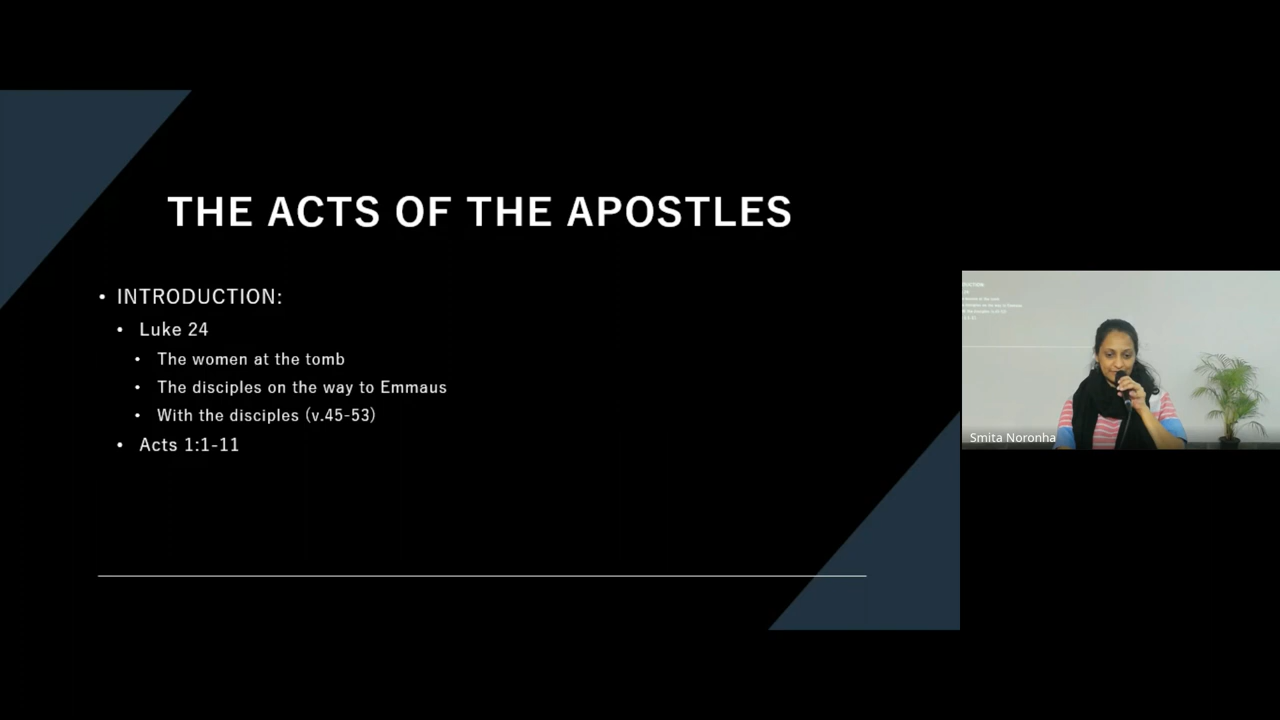 THE ACTS OF THE APOSTLES
• INTRODUCTION:
• Luke 24
• The women at the tomb
• The disciples on the way to Emmaus
• With the disciples (v.45-53)
• Acts 1:1-11
Smita Noronha